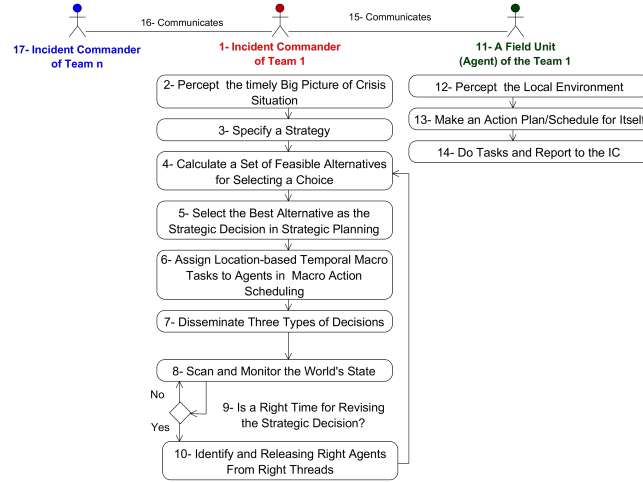 16- Communicates
15- Communicates
17- Incident Commander
of Team n
1- Incident Commander
of Team 1
11- A Field Unit
(Agent) of the Team 1
2- Percept the timely Big Picture of Crisis
Situation
3- Specify a Strategy
4- Calculate a Set of Feasible Alternatives
for Selecting a Choice
5- Select the Best Alternative as the
Strategic Decision in Strategic Planning
6- Assign Location-based Temporal Macro
Tasks to Agents in Macro Action
Scheduling
7- Disseminate Three Types of Decisions
8- Scan and Monitor the World's State
No
9- Is a Right Time for Revising
the Strategic Decision?
Yes
10- Identify and Releasing Right Agents
From Right Threads
12- Percept the Local Environment
13- Make an Action Plan/Schedule for Itself
14- Do Tasks and Report to the IC